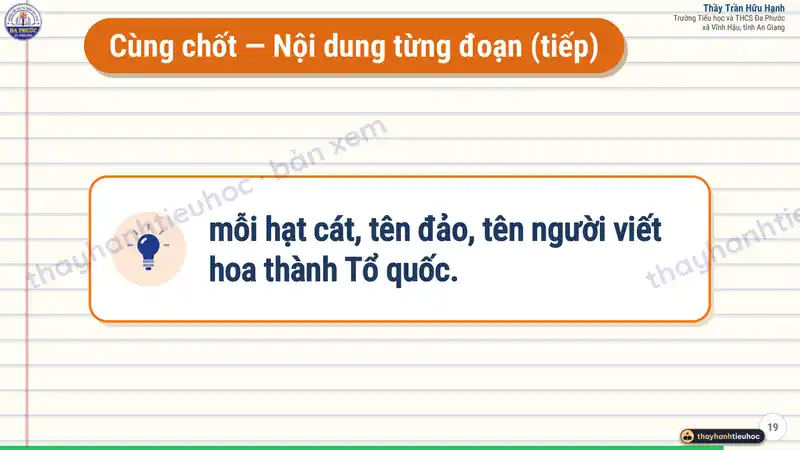 Thầy Trần Hữu Hạnh
Trường Tiểu học và THCS Đa Phước
xã Vĩnh Hậu, tỉnh An Giang
ĐA PHƯỚC
Cùng chốt — Nội dung từng đoạn (tiếp)
thayhanhtieuhoc · bản xem
mỗi hạt cát, tên đảo, tên người viết
hoa thành Tổ quốc.
thayhanhtieuhoc
19
thayhanhtieuhoc